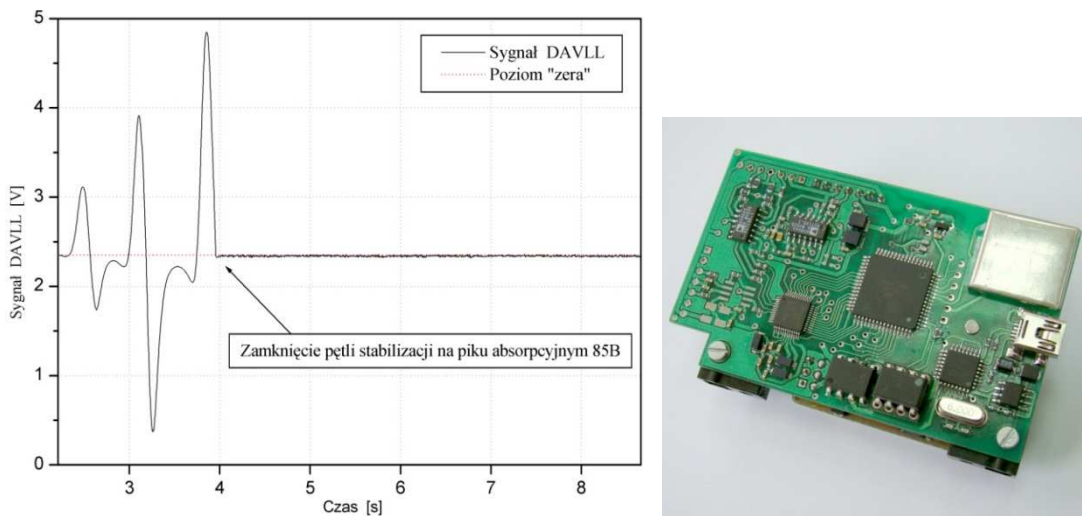 5
4
3
2
1
0
Sygnał DAVLL [V]
Sygnał DAVLL
Poziom "zera"
Zamknięcie pętli stabilizacji na piku absorpcyjnym 85B
3 4 5 6 7 8
Czas [s]